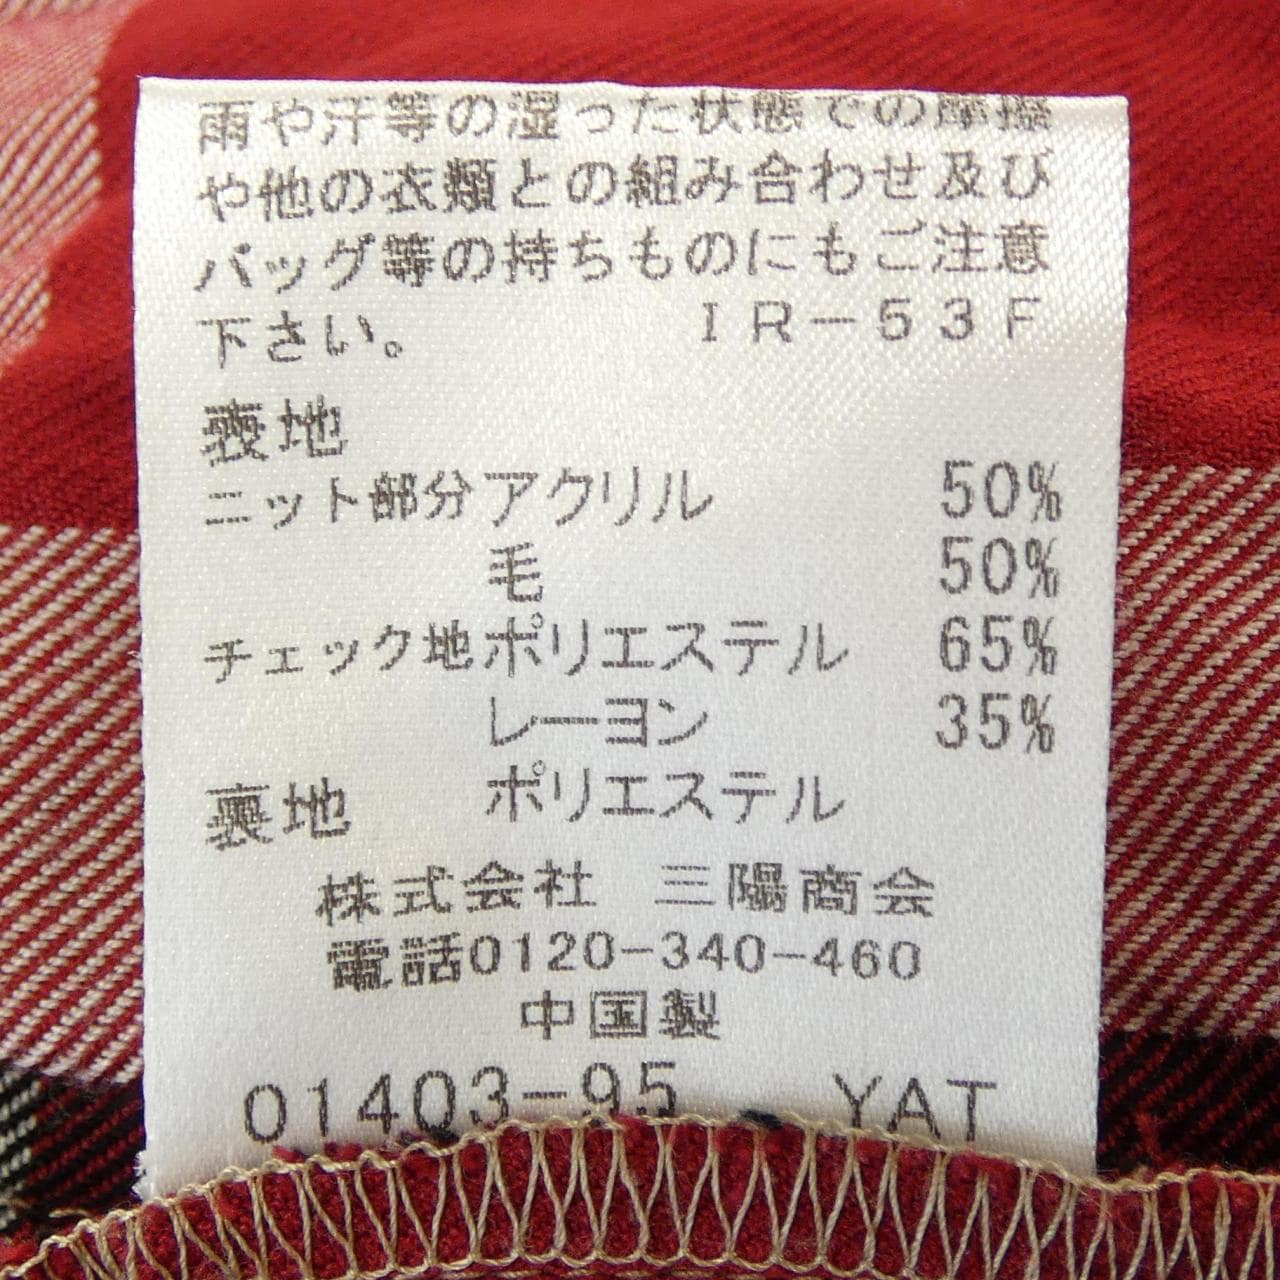 雨や汗等の湿った状態での摩擦
や他の衣類との組み合わせ及び
バッグ等の持ちものにもご注意
下さい。 IR-53F
表地
ニット部分アクリル 50%
毛 50%
チェック地ポリエステル 65%
レーヨン 35%
裏地 ポリエステル
株式会社 三陽商会
電話0120-340-460
中国製
01403-95 YAT